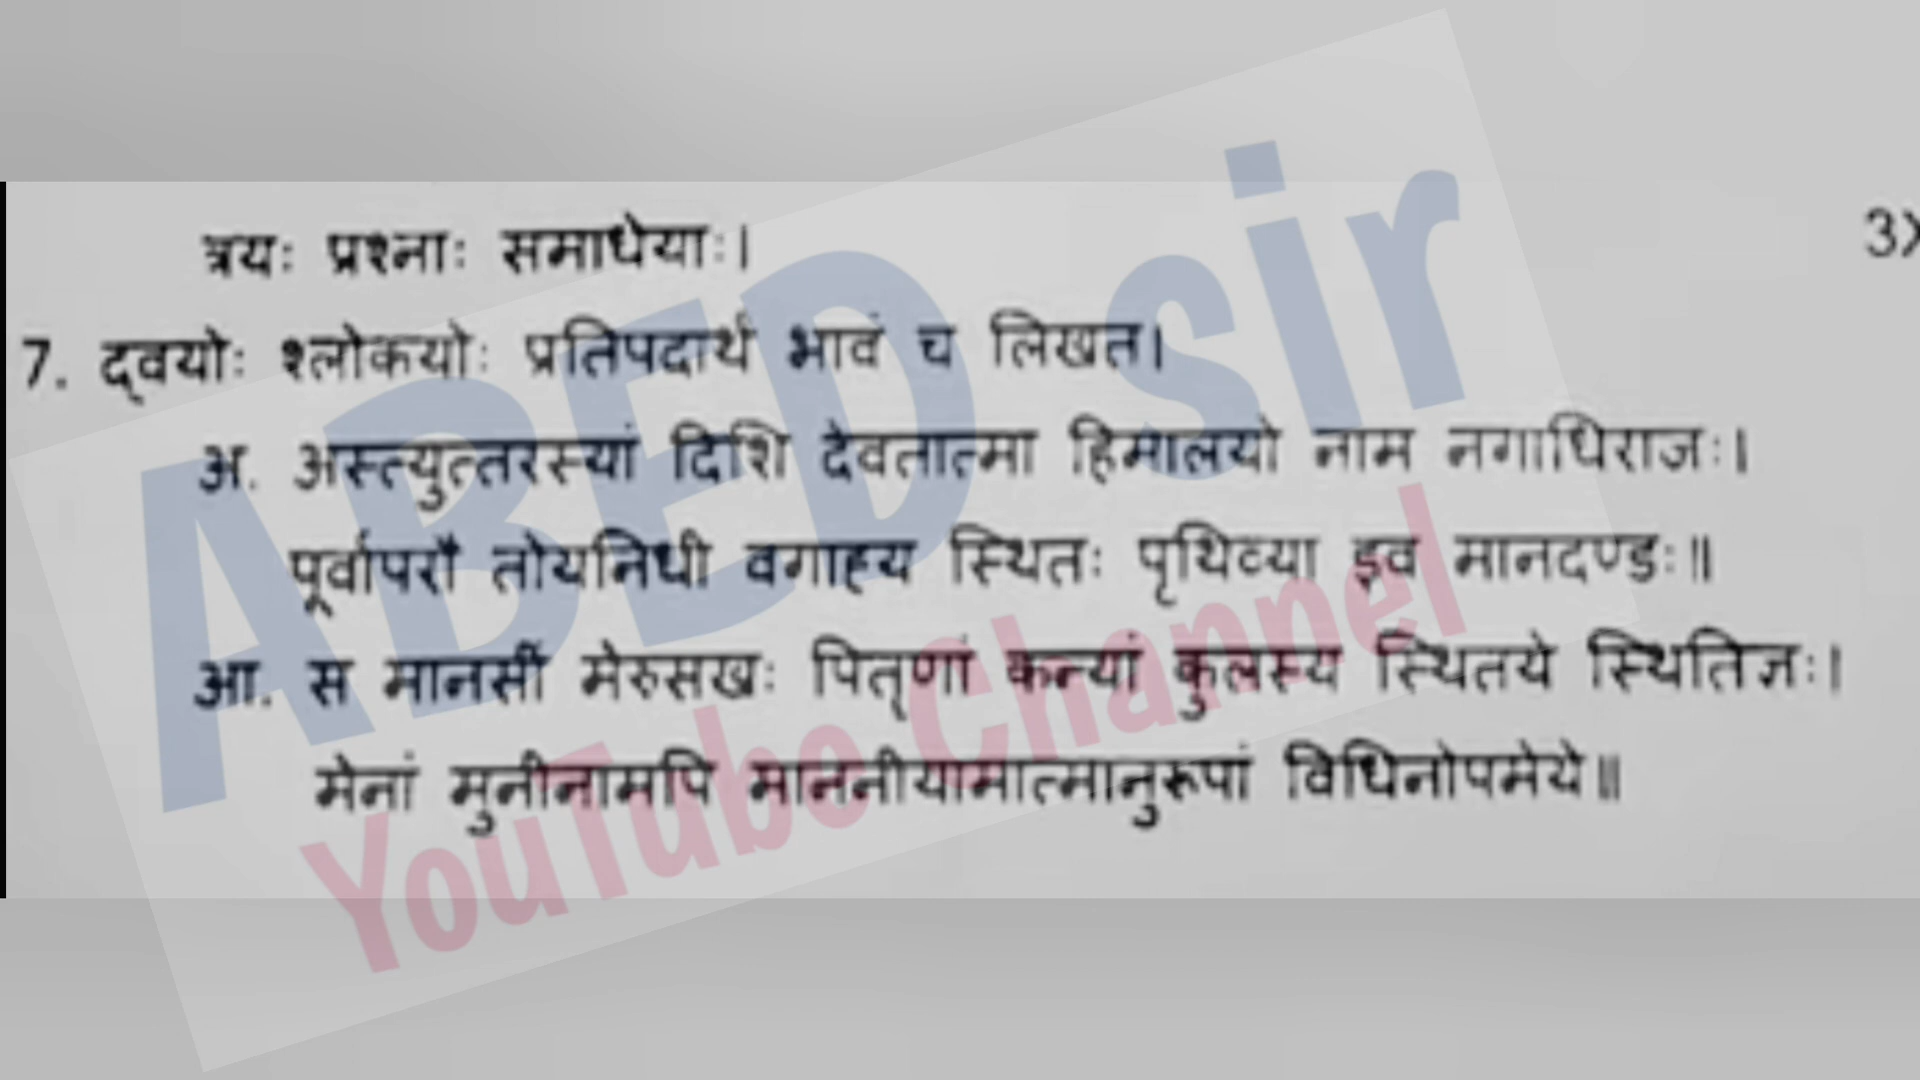 त्रयः प्रश्नाः समाधेयाः।
3X
7. द्वयोः श्लोकयोः प्रतिपदार्थं भावं च लिखत।
अ. अस्त्युत्तरस्यां दिशि देवतात्मा हिमालयो नाम नगाधिराजः।
पूर्वापरौ तोयनिधी वगाह्य स्थितः पृथिव्या इव मानदण्डः॥
आ. स मानसीं मेरुसखः पितृणां कन्यां कुलस्य स्थितये स्थितिज्ञः।
मेनां मुनीनामपि माननीयामात्मानुरूपां विधिनोपमेये॥
ABED sir
YouTube Channel